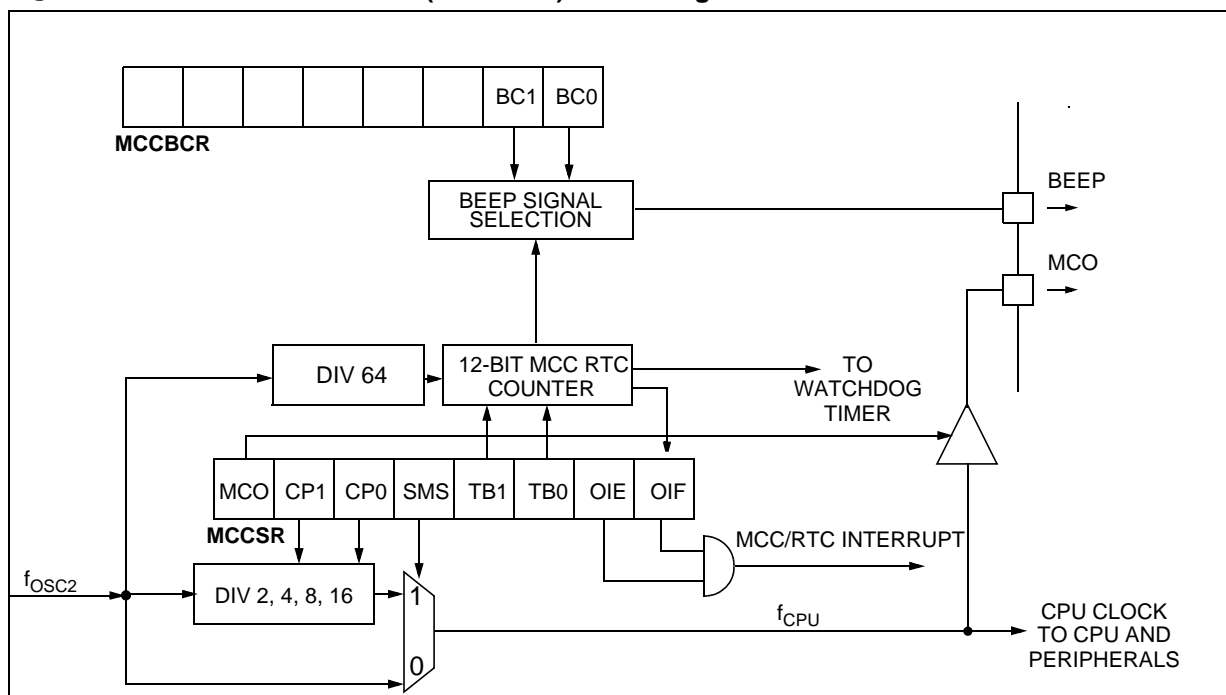 BC1 BC0
MCCBCR
BEEP SIGNAL
SELECTION
BEEP
MCO
DIV 64
12-BIT MCC RTC
COUNTER
TO
WATCHDOG
TIMER
MCO CP1 CP0 SMS TB1 TB0 OIE OIF
MCCSR
MCC/RTC INTERRUPT
fOSC2
DIV 2, 4, 8, 16
1
0
fCPU
CPU CLOCK
TO CPU AND
PERIPHERALS